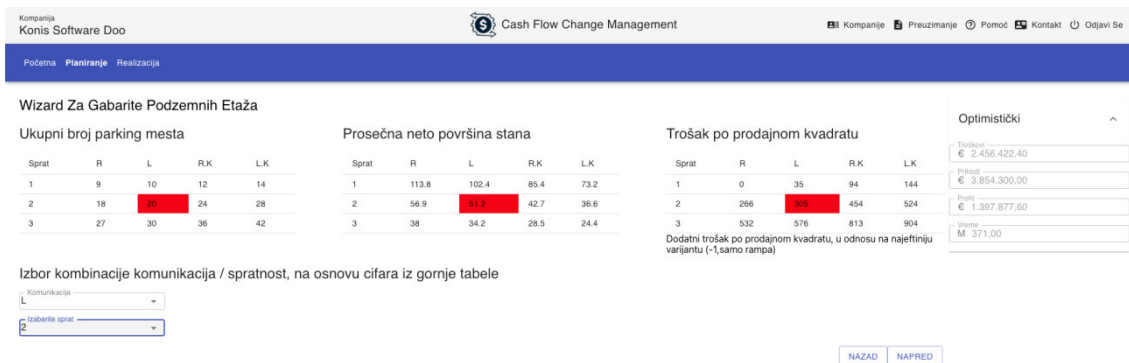 Kompanija
Konis Software Doo
Cash Flow Change Management
Kompanije Preuzimanje Pomoć Kontakt Odjavi Se
Početna Planiranje Realizacija
Wizard Za Gabarite Podzemnih Etaža
Ukupni broj parking mesta
Sprat R L R.K L.K
1 9 10 12 14
2 18 20 24 28
3 27 30 36 42
Prosečna neto površina stana
Sprat R L R.K L.K
1 113.8 102.4 85.4 73.2
2 56.9 51.2 42.7 36.6
3 38 34.2 28.5 24.4
Trošak po prodajnom kvadratu
Sprat R L R.K L.K
1 0 35 94 144
2 266 305 454 524
3 532 576 813 904
Dodatni trošak po prodajnom kvadratu, u odnosu na najeftiniju
varijantu (-1,samo rampa)
Optimistički
Troškovi
€ 2.456.422,40
Prihod
€ 3.854.300,00
Profit
€ 1.397.877,60
Vreme
M 371,00
Izbor kombinacije komunikacija / spratnost, na osnovu cifara iz gornje tabele
Komunikacija
L
Izaberite sprat
2
NAZAD NAPRED